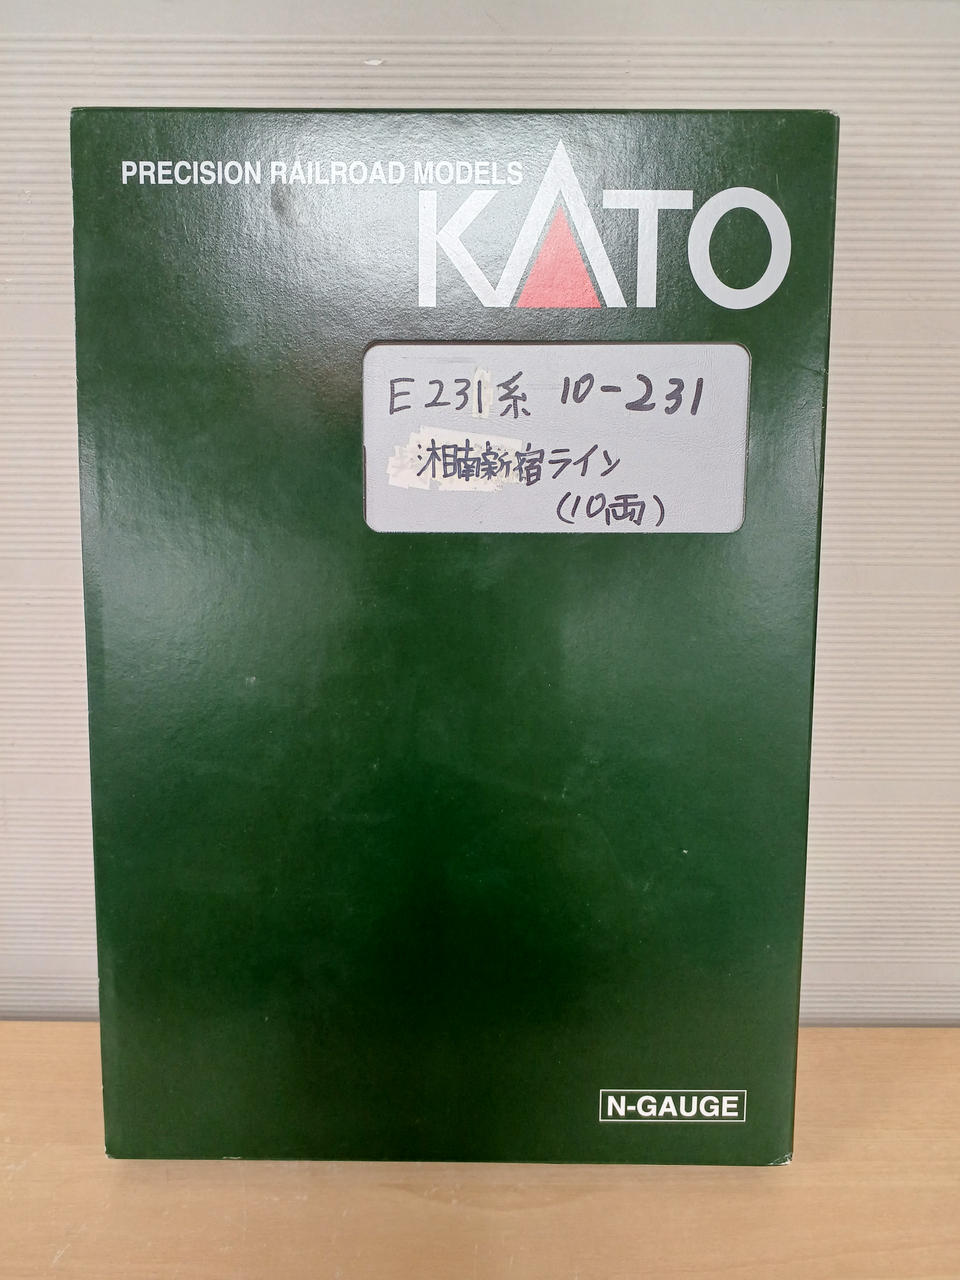 PRECISION RAILROAD MODELS
KATO
E231系 10-231
湘南新宿ライン
(10両)
N-GAUGE